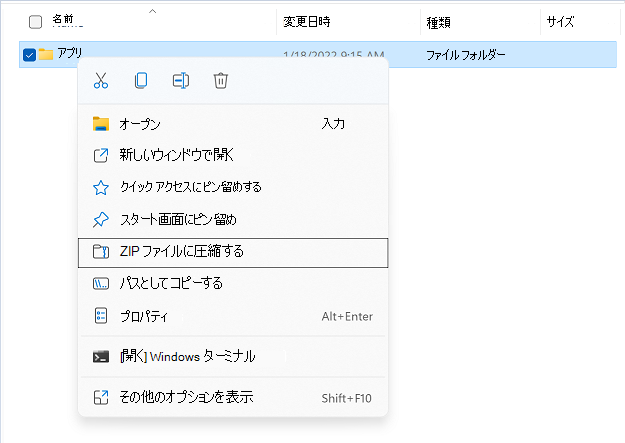 名前 変更日時 種類 サイズ
アプリ 1/18/2022 9:15 AM ファイル フォルダー
オープン 入力
新しいウィンドウで開く
クイック アクセスにピン留めする
スタート画面にピン留め
ZIP ファイルに圧縮する
パスとしてコピーする
プロパティ Alt+Enter
[開く] Windows ターミナル
その他のオプションを表示 Shift+F10